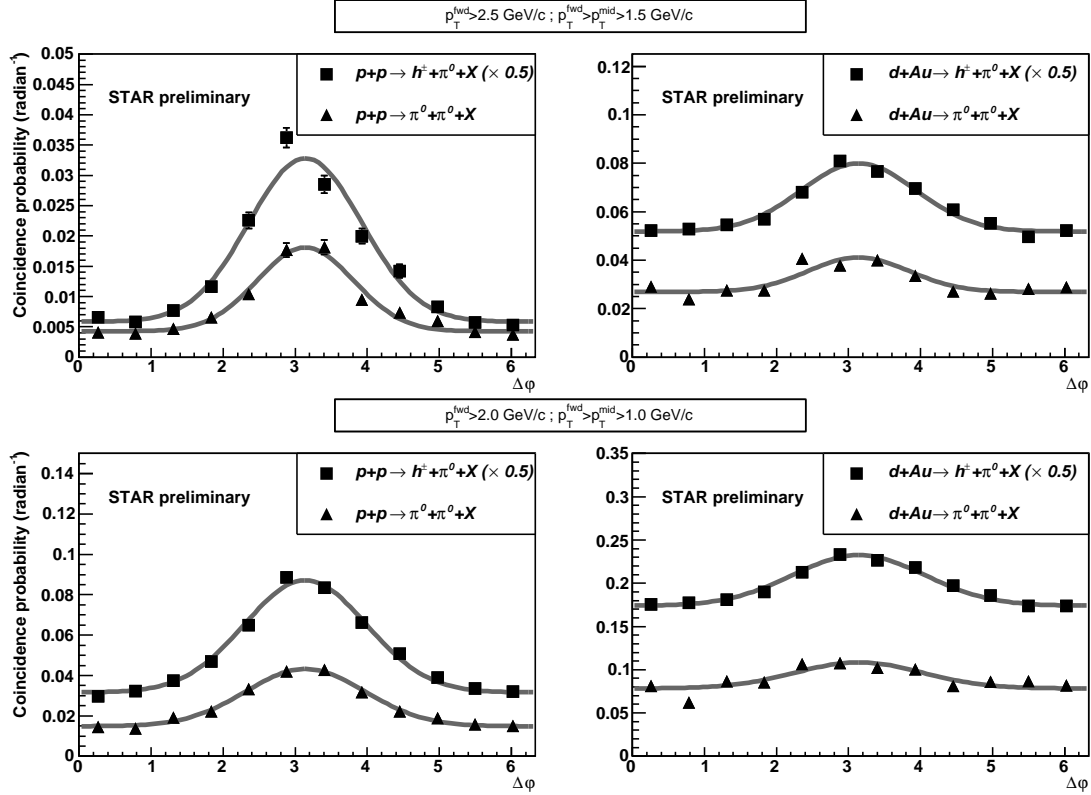 p_T^fwd>2.5 GeV/c ; p_T^fwd>p_T^mid>1.5 GeV/c
Coincidence probability (radian⁻¹)
0.05
0.045
0.04
0.035
0.03
0.025
0.02
0.015
0.01
0.005
0
STAR preliminary
p+p→ h^±+π⁰+X (× 0.5)
p+p→ π⁰+π⁰+X
0 1 2 3 4 5 6
Δφ
0.12
0.1
0.08
0.06
0.04
0.02
0
STAR preliminary
d+Au→ h^±+π⁰+X (× 0.5)
d+Au→ π⁰+π⁰+X
0 1 2 3 4 5 6
Δφ
p_T^fwd>2.0 GeV/c ; p_T^fwd>p_T^mid>1.0 GeV/c
Coincidence probability (radian⁻¹)
0.14
0.12
0.1
0.08
0.06
0.04
0.02
0
STAR preliminary
p+p→ h^±+π⁰+X (× 0.5)
p+p→ π⁰+π⁰+X
0 1 2 3 4 5 6
Δφ
0.35
0.3
0.25
0.2
0.15
0.1
0.05
0
STAR preliminary
d+Au→ h^±+π⁰+X (× 0.5)
d+Au→ π⁰+π⁰+X
0 1 2 3 4 5 6
Δφ